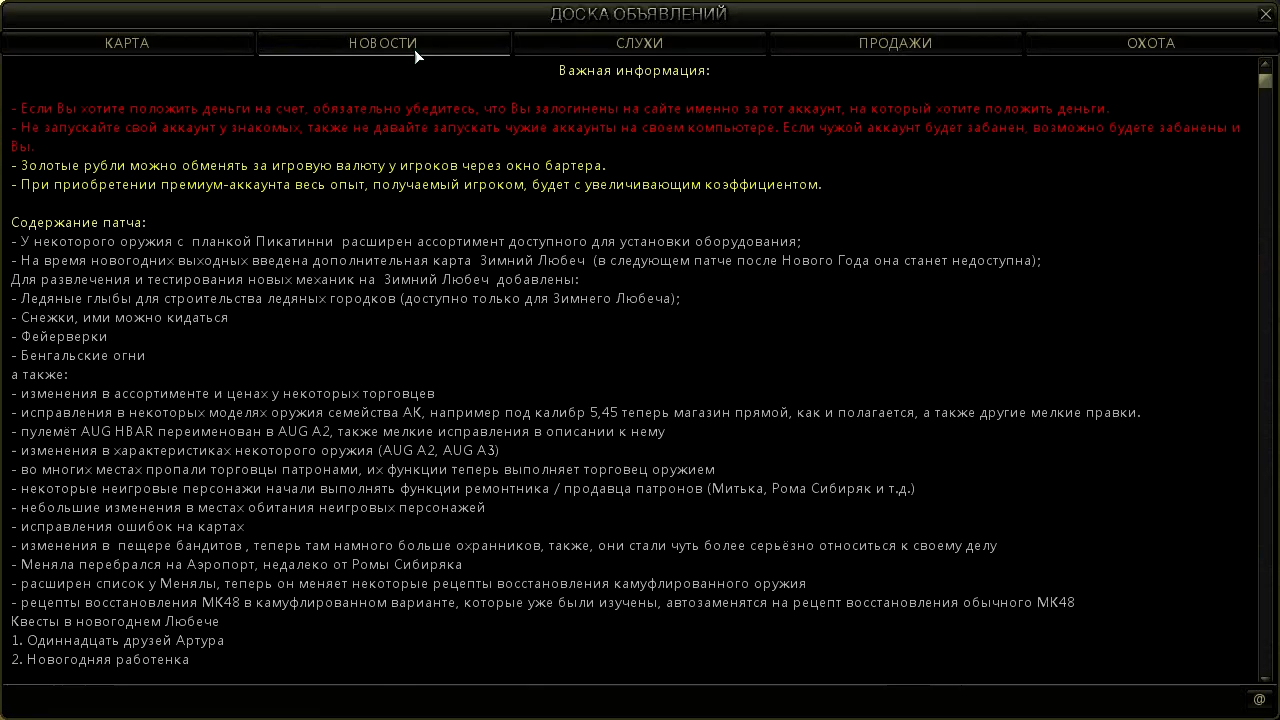 ДОСКА ОБЪЯВЛЕНИЙ
КАРТА НОВОСТИ СЛУХИ ПРОДАЖИ ОХОТА
Важная информация:
- Если Вы хотите положить деньги на счет, обязательно убедитесь, что Вы залогинены на сайте именно за тот аккаунт, на который хотите положить деньги.
- Не запускайте свой аккаунт у знакомых, также не давайте запускать чужие аккаунты на своем компьютере. Если чужой аккаунт будет забанен, возможно будете забанены и
Вы.
- Золотые рубли можно обменять за игровую валюту у игроков через окно бартера.
- При приобретении премиум-аккаунта весь опыт, получаемый игроком, будет с увеличивающим коэффициентом.
Содержание патча:
- У некоторого оружия с планкой Пикатинни расширен ассортимент доступного для установки оборудования;
- На время новогодних выходных введена дополнительная карта Зимний Любеч (в следующем патче после Нового Года она станет недоступна);
Для развлечения и тестирования новых механик на Зимний Любеч добавлены:
- Ледяные глыбы для строительства ледяных городков (доступно только для Зимнего Любеча);
- Снежки, ими можно кидаться
- Фейерверки
- Бенгальские огни
а также:
- изменения в ассортименте и ценах у некоторых торговцев
- исправления в некоторых моделях оружия семейства АК, например под калибр 5,45 теперь магазин прямой, как и полагается, а также другие мелкие правки.
- пулемёт AUG HBAR переименован в AUG A2, также мелкие исправления в описании к нему
- изменения в характеристиках некоторого оружия (AUG A2, AUG A3)
- во многих местах пропали торговцы патронами, их функции теперь выполняет торговец оружием
- некоторые неигровые персонажи начали выполнять функции ремонтника / продавца патронов (Митька, Рома Сибиряк и т.д.)
- небольшие изменения в местах обитания неигровых персонажей
- исправления ошибок на картах
- изменения в пещере бандитов , теперь там намного больше охранников, также, они стали чуть более серьёзно относиться к своему делу
- Меняла перебрался на Аэропорт, недалеко от Ромы Сибиряка
- расширен список у Менялы, теперь он меняет некоторые рецепты восстановления камуфлированного оружия
- рецепты восстановления МК48 в камуфлированном варианте, которые уже были изучены, автозаменятся на рецепт восстановления обычного МК48
Квесты в новогоднем Любече
1. Одиннадцать друзей Артура
2. Новогодняя работенка
@